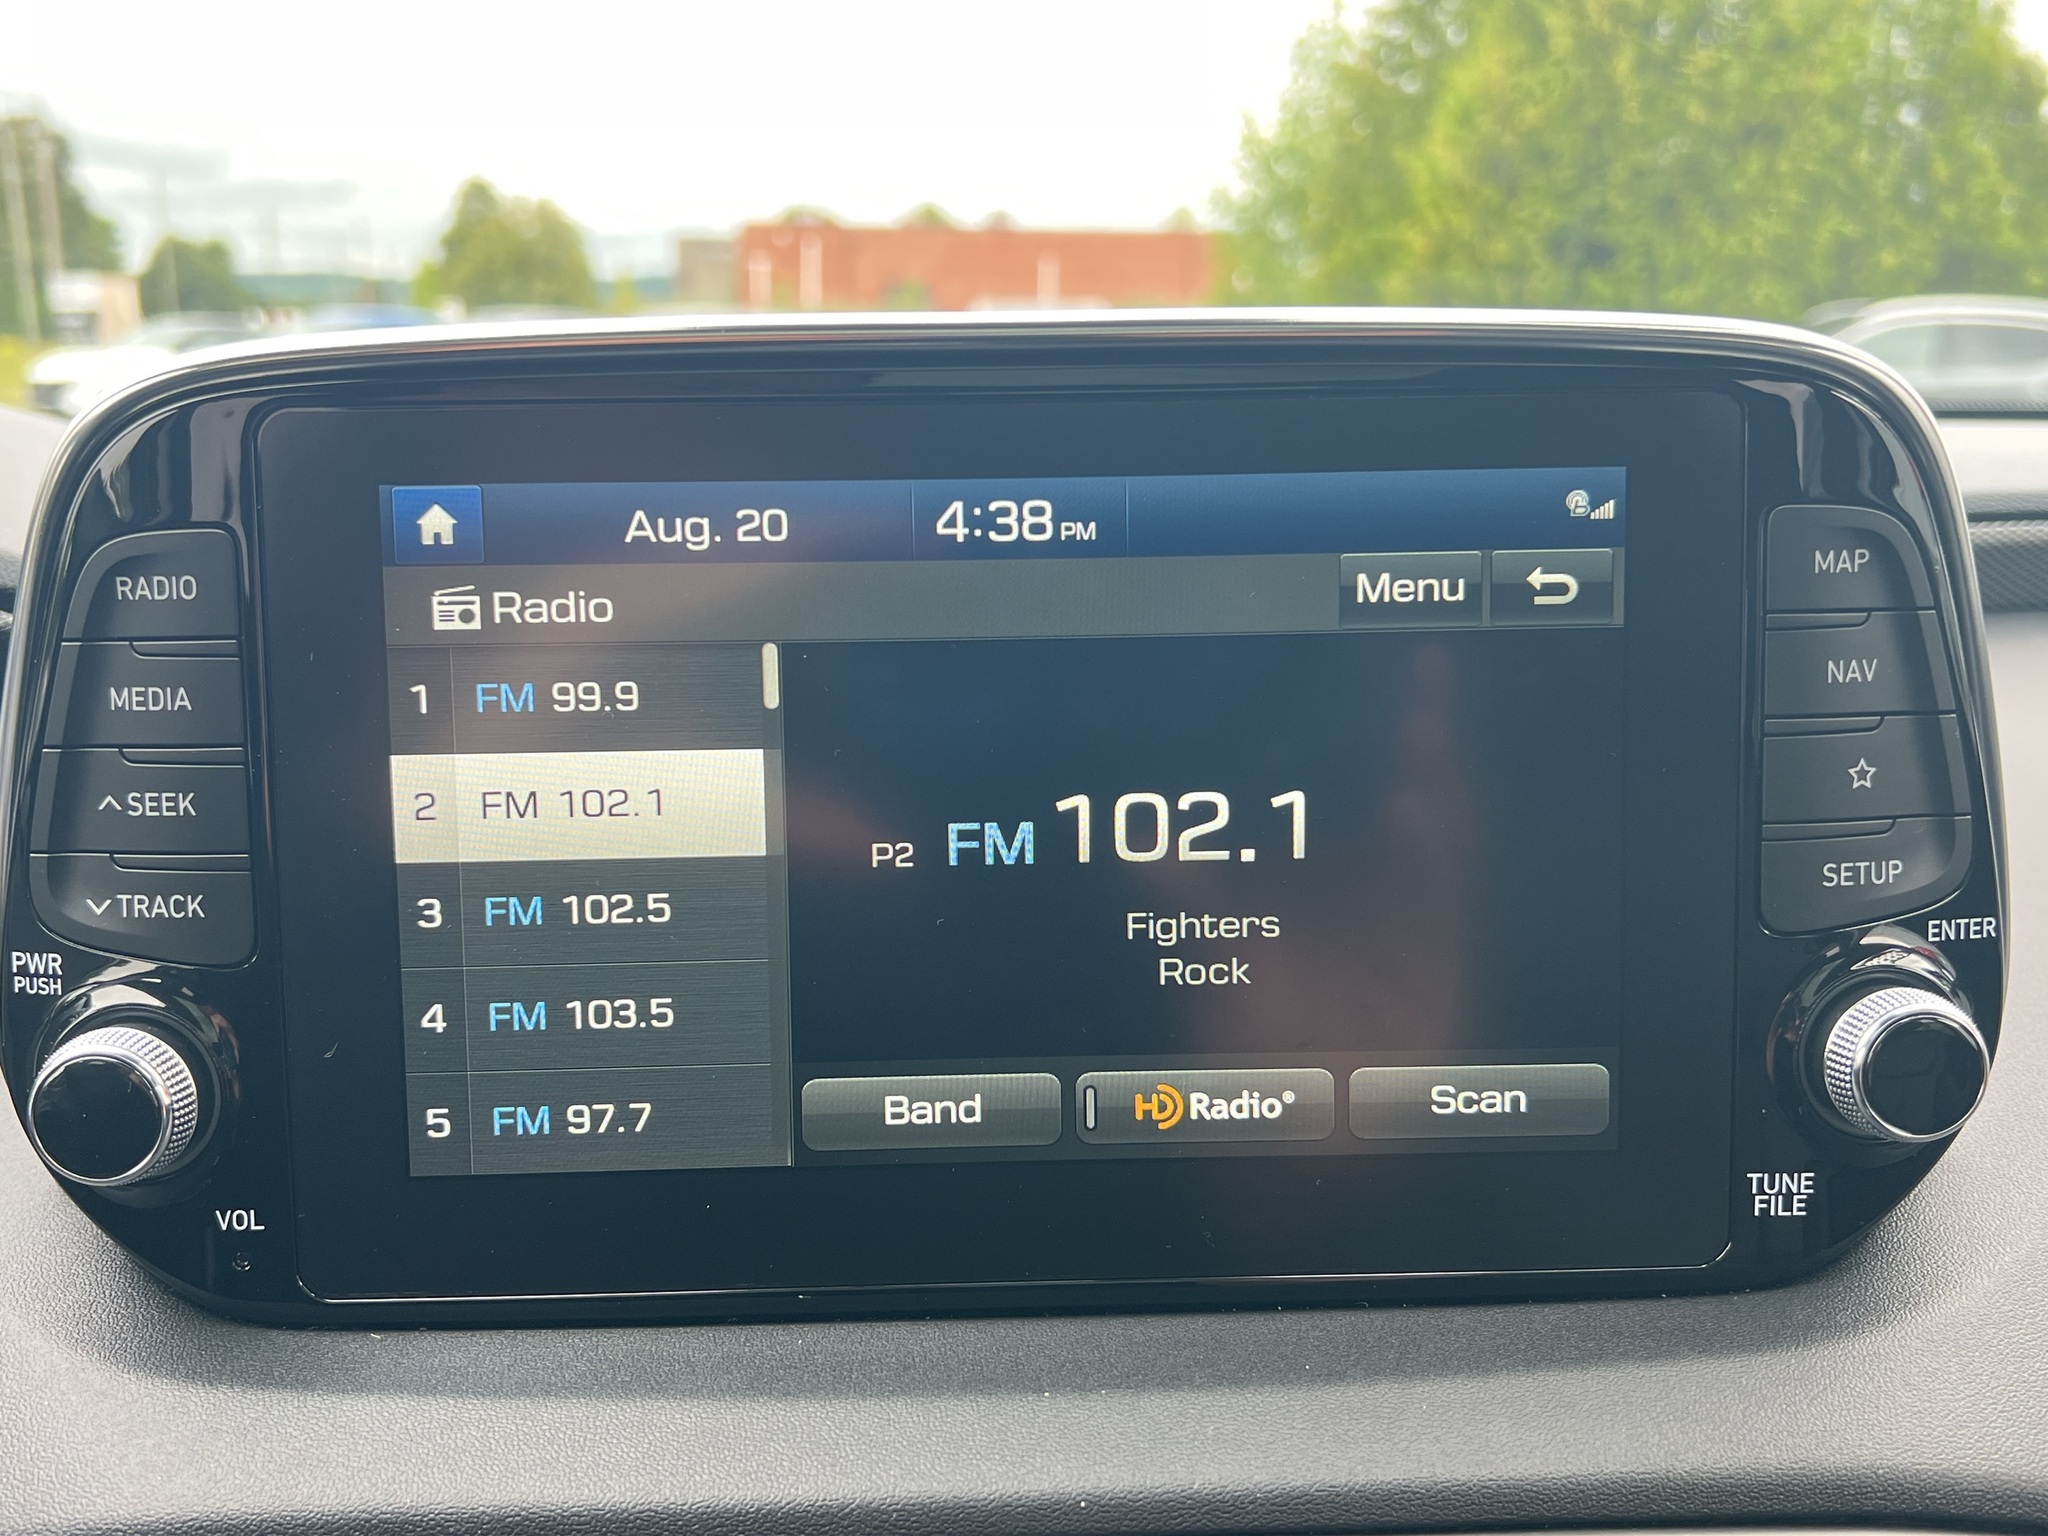 Aug. 20 4:38 PM
Radio Menu
1 FM 99.9
2 FM 102.1
3 FM 102.5
4 FM 103.5
5 FM 97.7
P2 FM 102.1
Fighters
Rock
Band HD Radio® Scan
RADIO
MEDIA
SEEK
TRACK
PWR
PUSH
VOL
MAP
NAV
SETUP
ENTER
TUNE
FILE